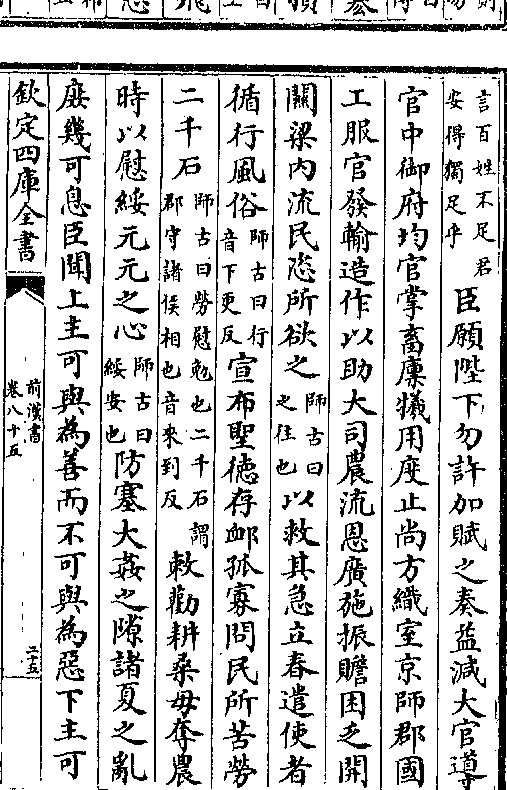 言百姓不足君安得獨足乎臣願陛下勿許加賦之奏益減大官導
官中御府均官掌畜廩犧用度止尚方織室京師郡國
工服官發輸造作以助大司農流恩廣施振贍困乏開
關梁內流民恣所欲之師古曰之往也以救其急立春遣使者
循行風俗師古曰行音下更反宣布聖德存卹孤寡問民所苦勞
二千石師古曰勞慰勉也二千石謂郡守諸侯相也音來到反敕勸耕桑毋奪農
時以慰綏元元之心師古曰綏安也防塞大姦之隙諸夏之亂
庶幾可息臣聞上主可與為善而不可與為惡下主可
欽定四庫全書
前漢書
卷八十五
二十五